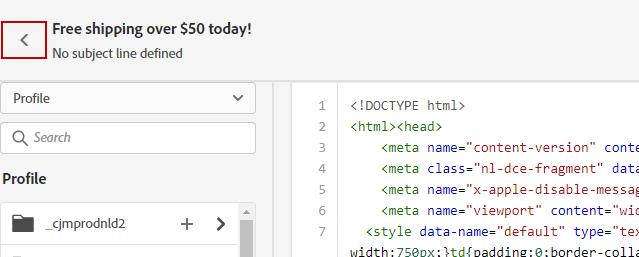 Free shipping over $50 today!
No subject line defined
Profile
Search
Profile
_cjmprodnld2
1 <!DOCTYPE html>
2 <html><head>
3 <meta name="content-version" conte
4 <meta class="nl-dce-fragment" data
5 <meta name="x-apple-disable-messag
6 <meta name="viewport" content="wid
7 <style data-name="default" type="tex
width:750px;}td{padding:0;border-colla